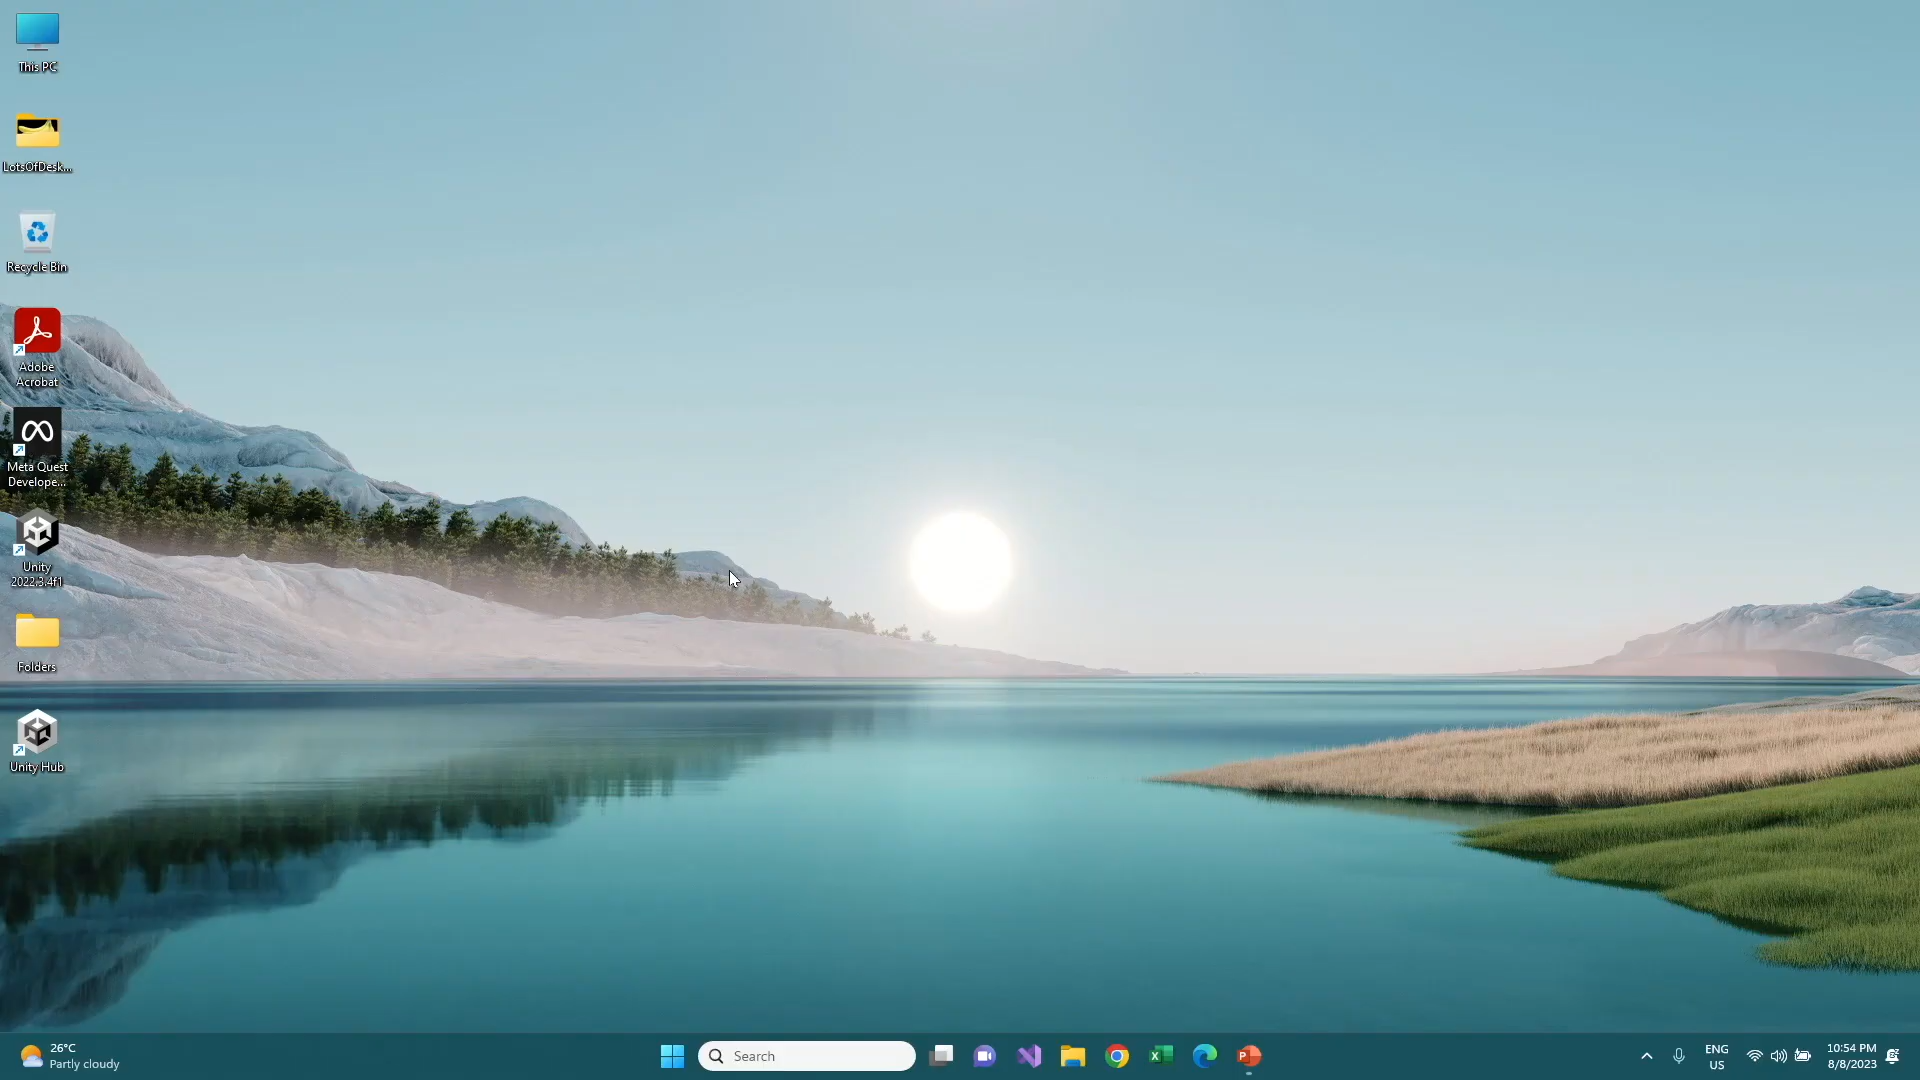 This PC
LotsOfDesk...
Recycle Bin
Adobe
Acrobat
Meta Quest
Develope...
Unity
2022.3.4f1
Folders
Unity Hub
26°C
Partly cloudy
Search
ENG
US
10:54 PM
8/8/2023